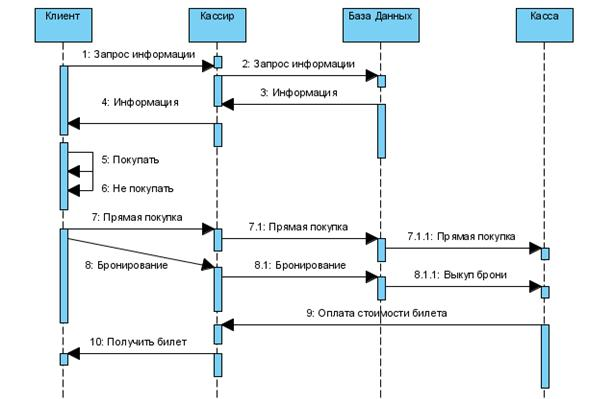 Клиент
Кассир
База Данных
Касса
1: Запрос информации
2: Запрос информации
3: Информация
4: Информация
5: Покупать
6: Не покупать
7: Прямая покупка
7.1: Прямая покупка
7.1.1: Прямая покупка
8: Бронирование
8.1: Бронирование
8.1.1: Выкуп брони
9: Оплата стоимости билета
10: Получить билет